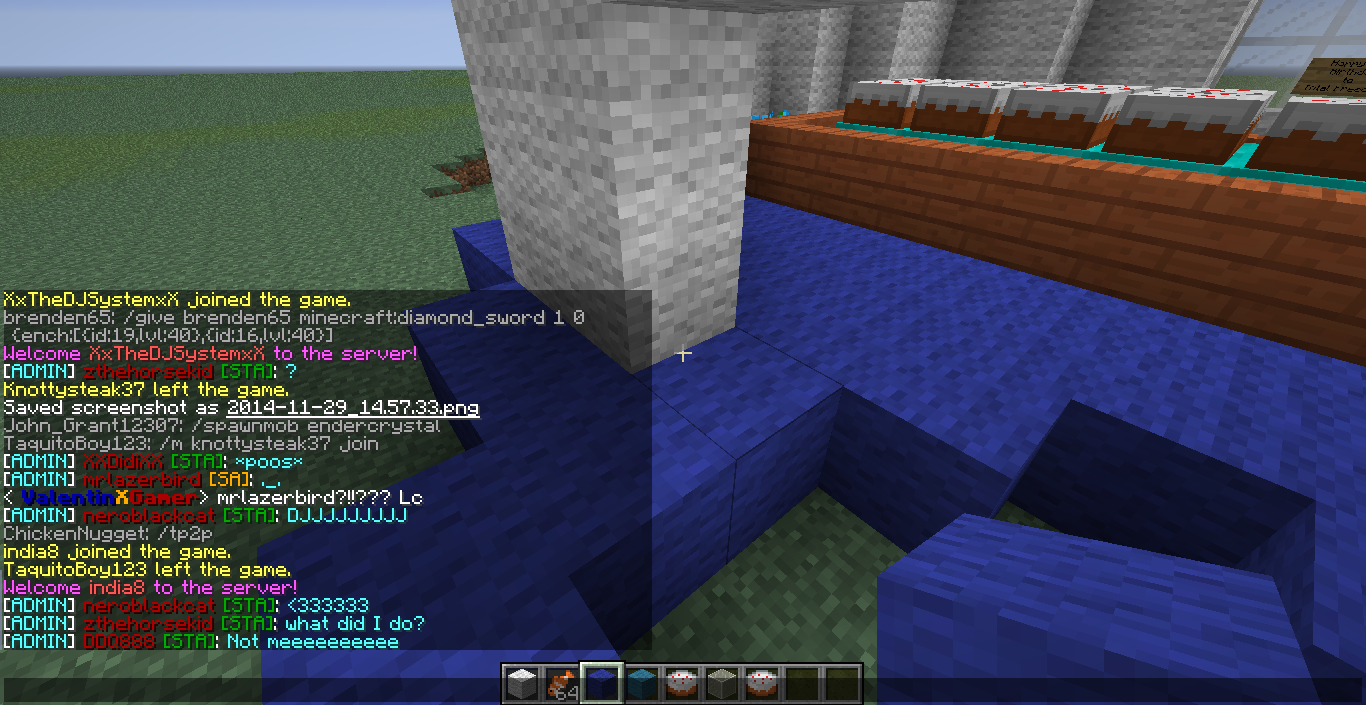 Happy
to
XxTheDJSystemxX joined the game.
brenden65: /give brenden65 minecraft:diamond_sword 1 0
{ench:[{id:19,lvl:40},{id:16,lvl:40}]
Welcome XxTheDJSystemxX to the server!
[ADMIN] zthehorsekid [STA]: ?
Knottysteak37 left the game.
Saved screenshot as 2014-11-29_14.57.33.png
John_Grant12307: /spawnmob endercrystal
TaquitoBoy123: /m knottysteak37 join
[ADMIN] XXDidiXX [STA]: *poos*
[ADMIN] mrlazerbird [SA]: ._.
< ValentinXGamer> mrlazerbird?!!??? Lc
[ADMIN] neroblackcat [STA]: DJJJJJJJJJ
ChickenNugget: /tp2p
india8 joined the game.
TaquitoBoy123 left the game.
Welcome india8 to the server!
[ADMIN] neroblackcat [STA]: <333333
[ADMIN] zthehorsekid [STA]: what did I do?
[ADMIN] DDQ888 [STA]: Not meeeeeeeeee
64